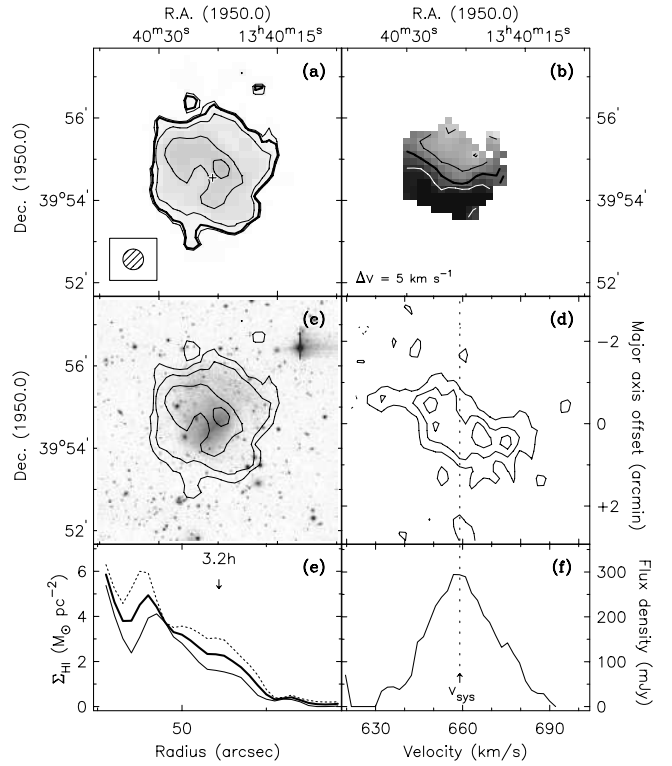 R.A. (1950.0) R.A. (1950.0)
40ᵐ30ˢ 13ʰ40ᵐ15ˢ 40ᵐ30ˢ 13ʰ40ᵐ15ˢ
(a) (b)
Dec. (1950.0)
56'
39°54'
52'
56'
39°54'
ΔV = 5 km s⁻¹
(c) (d)
Dec. (1950.0)
56'
39°54'
52'
Major axis offset (arcmin)
−2
0
+2
(e) (f)
3.2h
Σ_HI (M_⊙ pc⁻²)
6
4
2
0
50
Radius (arcsec)
V_sys
Flux density (mJy)
300
200
100
0
630 660 690
Velocity (km/s)